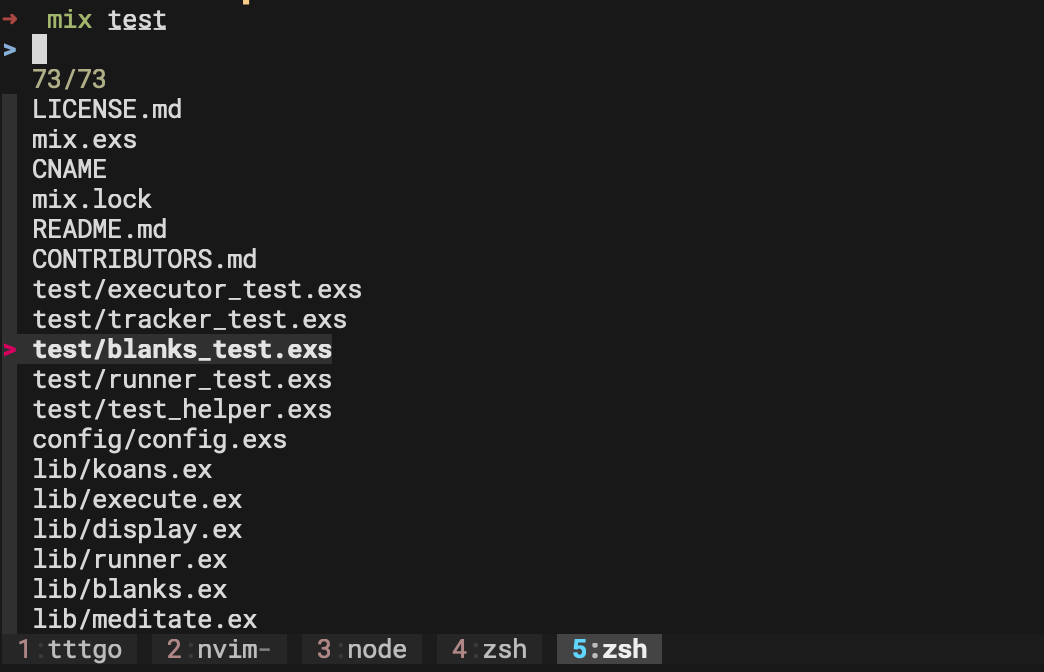 ➜ mix test
>
73/73
LICENSE.md
mix.exs
CNAME
mix.lock
README.md
CONTRIBUTORS.md
test/executor_test.exs
test/tracker_test.exs
> test/blanks_test.exs
test/runner_test.exs
test/test_helper.exs
config/config.exs
lib/koans.ex
lib/execute.ex
lib/display.ex
lib/runner.ex
lib/blanks.ex
lib/meditate.ex
1:tttgo 2:nvim- 3:node 4:zsh 5:zsh